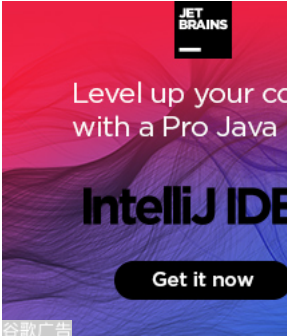 JET
BRAINS
Level up your co
with a Pro Java
IntelliJ IDE
Get it now
谷歌广告